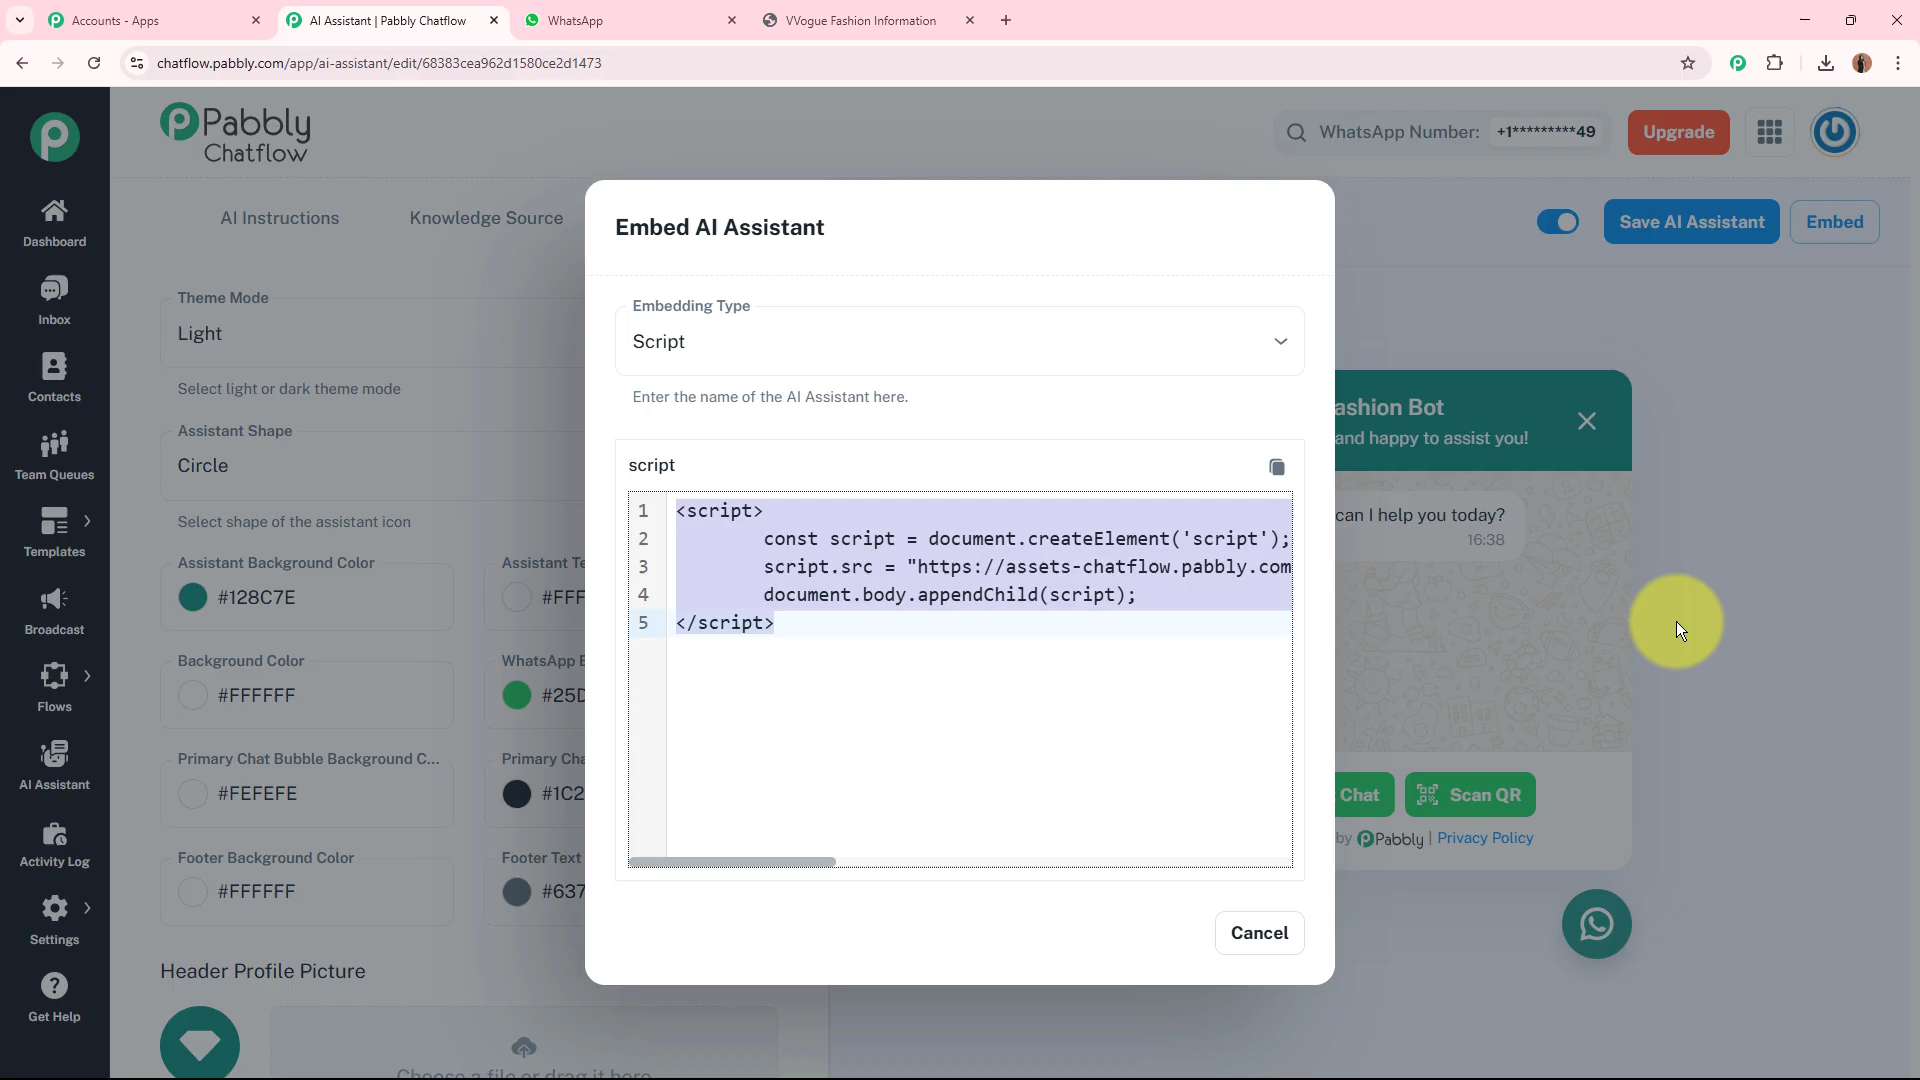 Accounts - Apps
AI Assistant | Pabbly Chatflow
WhatsApp
VVogue Fashion Information
chatflow.pabbly.com/app/ai-assistant/edit/68383cea962d1580ce2d1473
Pabbly
Chatflow
WhatsApp Number: +1*********49
Upgrade
Dashboard
Inbox
Contacts
Team Queues
Templates
Broadcast
Flows
AI Assistant
Activity Log
Settings
Get Help
AI Instructions
Knowledge Source
Save AI Assistant
Embed
Theme Mode
Light
Select light or dark theme mode
Assistant Shape
Circle
Select shape of the assistant icon
Assistant Background Color
#128C7E
Assistant Te
#FFF
Background Color
#FFFFFF
WhatsApp B
#25D
Primary Chat Bubble Background C...
#FEFEFE
Primary Cha
#1C2
Footer Background Color
#FFFFFF
Footer Text
#637
Header Profile Picture
Choose a file or drag it here
Embed AI Assistant
Embedding Type
Script
Enter the name of the AI Assistant here.
script
1 <script>
2 const script = document.createElement('script');
3 script.src = "https://assets-chatflow.pabbly.com
4 document.body.appendChild(script);
5 </script>
Cancel
ashion Bot
and happy to assist you!
can I help you today?
16:38
Chat
Scan QR
by Pabbly | Privacy Policy